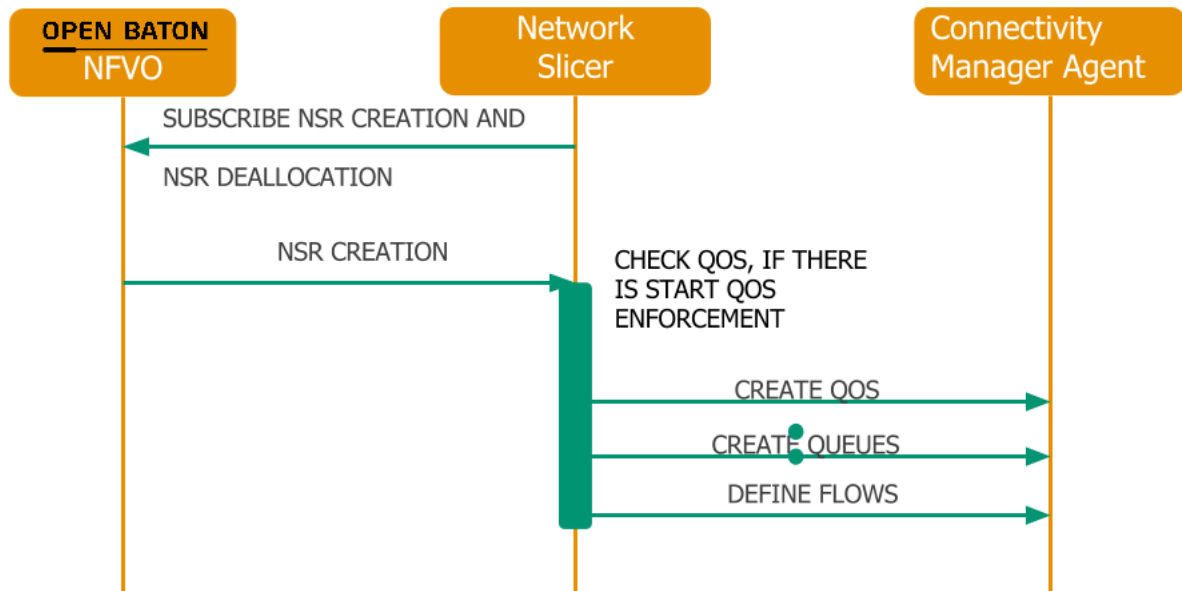 OPEN BATON
NFVO
Network
Slicer
Connectivity
Manager Agent
SUBSCRIBE NSR CREATION AND
NSR DEALLOCATION
NSR CREATION
CHECK QOS, IF THERE
IS START QOS
ENFORCEMENT
CREATE QOS
CREATE QUEUES
DEFINE FLOWS